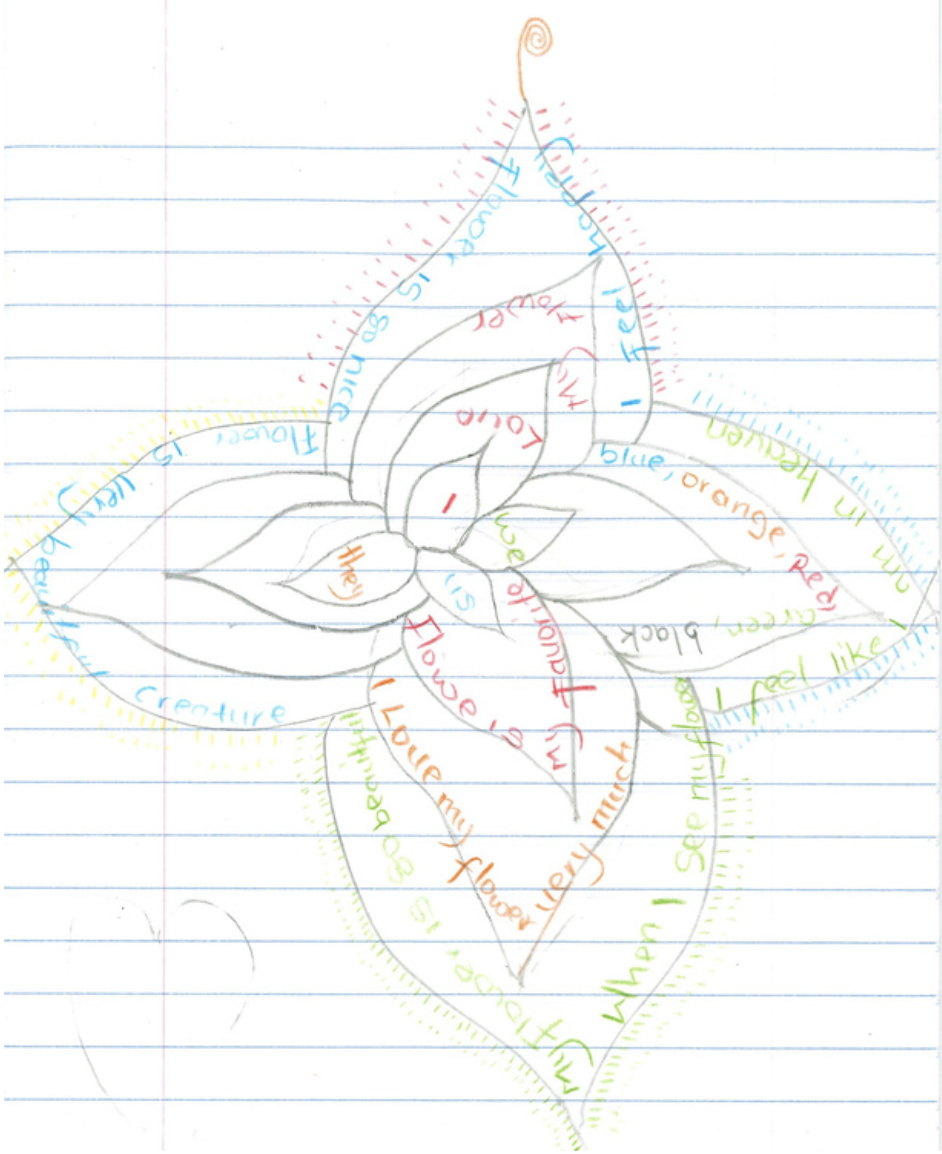 I
Love
My flower
I feel happy
Flower is so nice
we
blue, orange, Red, green, black
I feel like I am in Heaven
is
my favorite Flowe is
I Love my flower very much
When I see my flower
my flower is so
they
flower is very beautiful creature